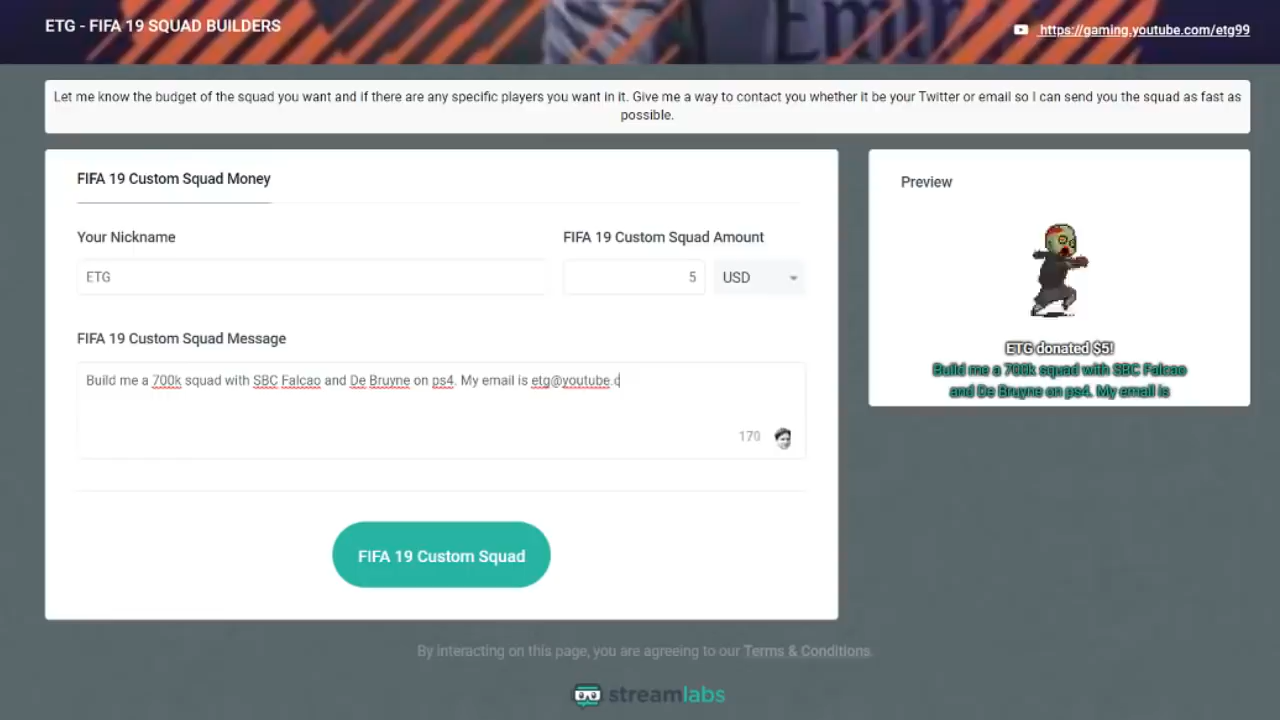 ETG - FIFA 19 SQUAD BUILDERS
https://gaming.youtube.com/etg99
Let me know the budget of the squad you want and if there are any specific players you want in it. Give me a way to contact you whether it be your Twitter or email so I can send you the squad as fast as
possible.
FIFA 19 Custom Squad Money
Your Nickname
FIFA 19 Custom Squad Amount
ETG
5
USD
FIFA 19 Custom Squad Message
Build me a 700k squad with SBC Falcao and De Bruyne on ps4. My email is etg@youtube.c
170
FIFA 19 Custom Squad
Preview
ETG donated $5!
Build me a 700k squad with SBC Falcao
and De Bruyne on ps4. My email is
By interacting on this page, you are agreeing to our Terms & Conditions.
streamlabs